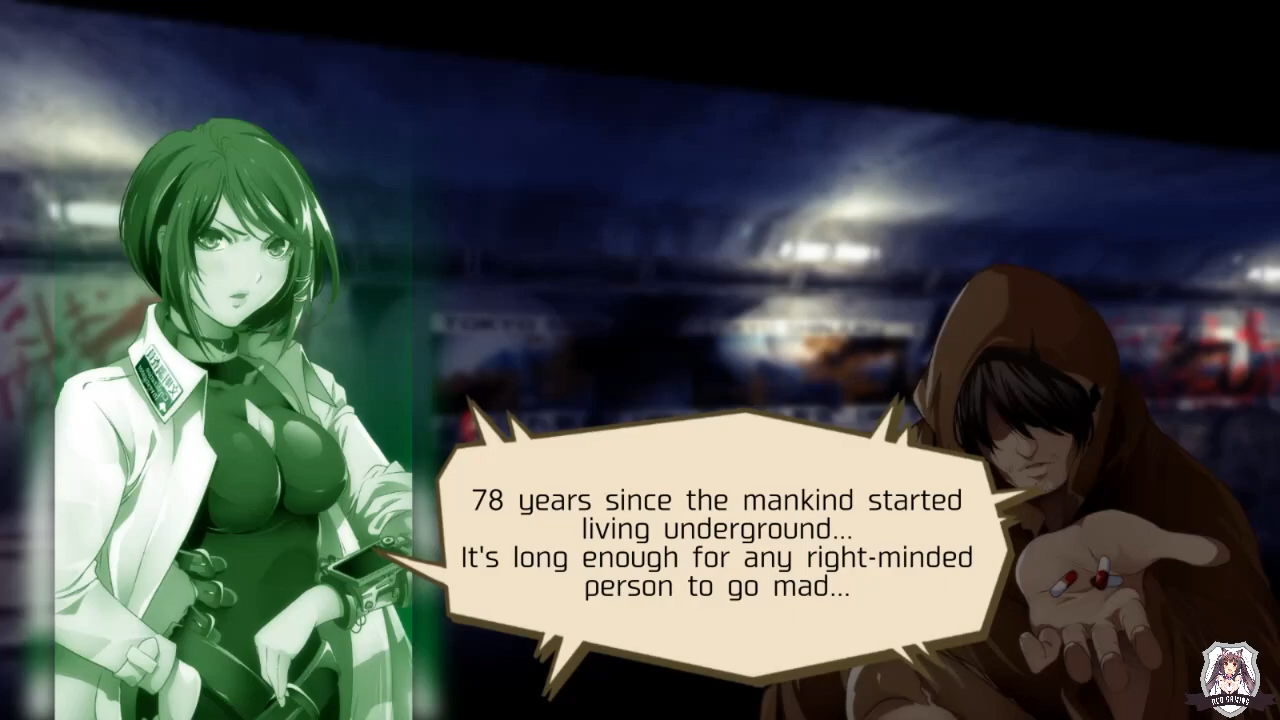 78 years since the mankind started
living underground...
It's long enough for any right-minded
person to go mad...